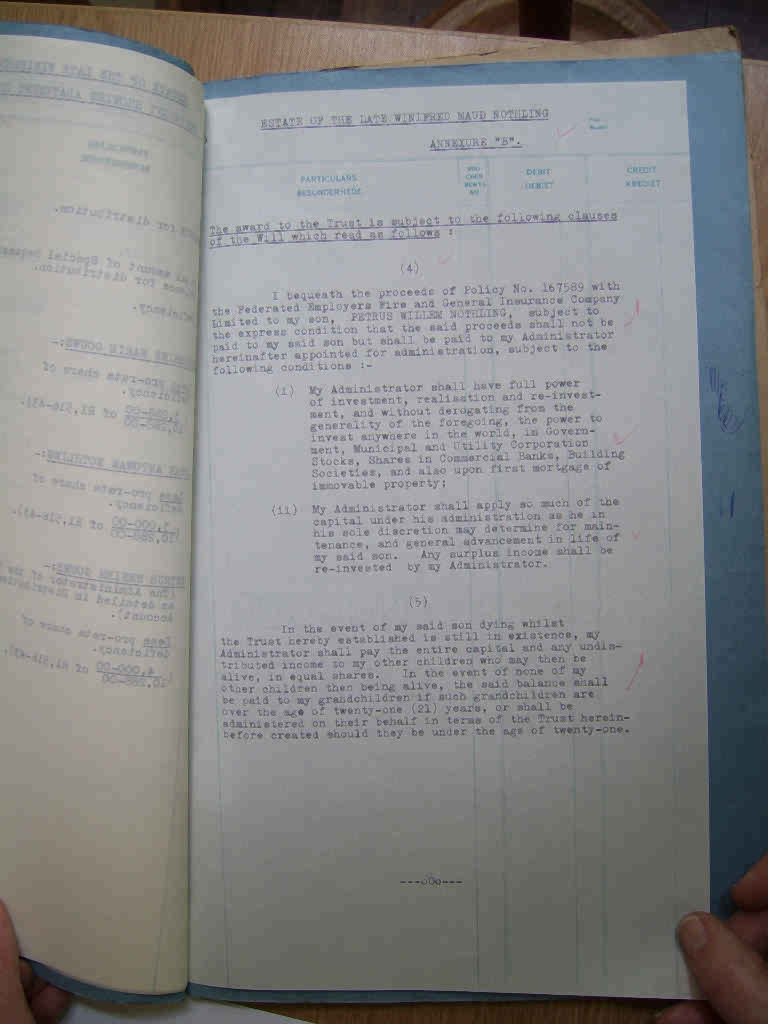 ESTATE OF THE LATE WINIFRED MAUD NOTHLING
ANNEXURE "B".
PARTICULARS
BESONDERHEDE
VOU-
CHER
BEWYS-
NO
DEBIT
DEBIET
CREDIT
KREDIET
The award to the Trust is subject to the following clauses
of the Will which read as follows :
(4)
I bequeath the proceeds of Policy No. 167589 with
the Federated Employers Fire and General Insurance Company
Limited to my son, PETRUS WILLEM NOTHLING, subject to
the express condition that the said proceeds shall not be
paid to my said son but shall be paid to my Administrator
hereinafter appointed for administration, subject to the
following conditions :-
(i) My Administrator shall have full power
of investment, realisation and re-invest-
ment, and without derogating from the
generality of the foregoing, the power to
invest anywhere in the world, in Govern-
ment, Municipal and Utility Corporation
Stocks, Shares in Commercial Banks, Building
Societies, and also upon first mortgage of
immovable property;
(ii) My Administrator shall apply so much of the
capital under his administration as he in
his sole discretion may determine for main-
tenance, and general advancement in life of
my said son. Any surplus income shall be
re-invested by my Administrator.
(5)
In the event of my said son dying whilst
the Trust hereby established is still in existence, my
Administrator shall pay the entire capital and any undis-
tributed income to my other children who may then be
alive, in equal shares. In the event of none of my
other children then being alive, the said balance shall
be paid to my grandchildren if such grandchildren are
over the age of twenty-one (21) years, or shall be
administered on their behalf in terms of the Trust herein-
before created should they be under the age of twenty-one.
---oOo---